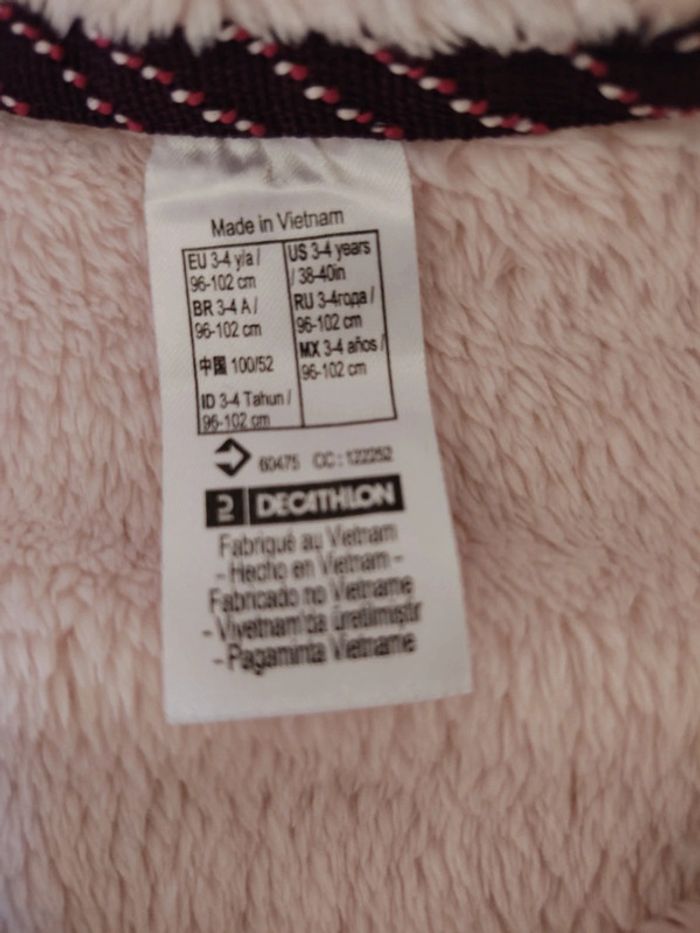 Made in Vietnam
EU 3-4 y/a /
96-102 cm
BR 3-4 A /
96-102 cm
中国 100/52
ID 3-4 Tahun /
96-102 cm
US 3-4 years
/ 38-40in
RU 3-4года /
96-102 cm
MX 3-4 años /
96-102 cm
60475 CC : 122252
DECATHLON
Fabriqué au Vietnam
- Hecho en Vietnam -
Fabricado no Vietname
- Vivetnam'da üretilmiştir
- Pagaminta Vietname